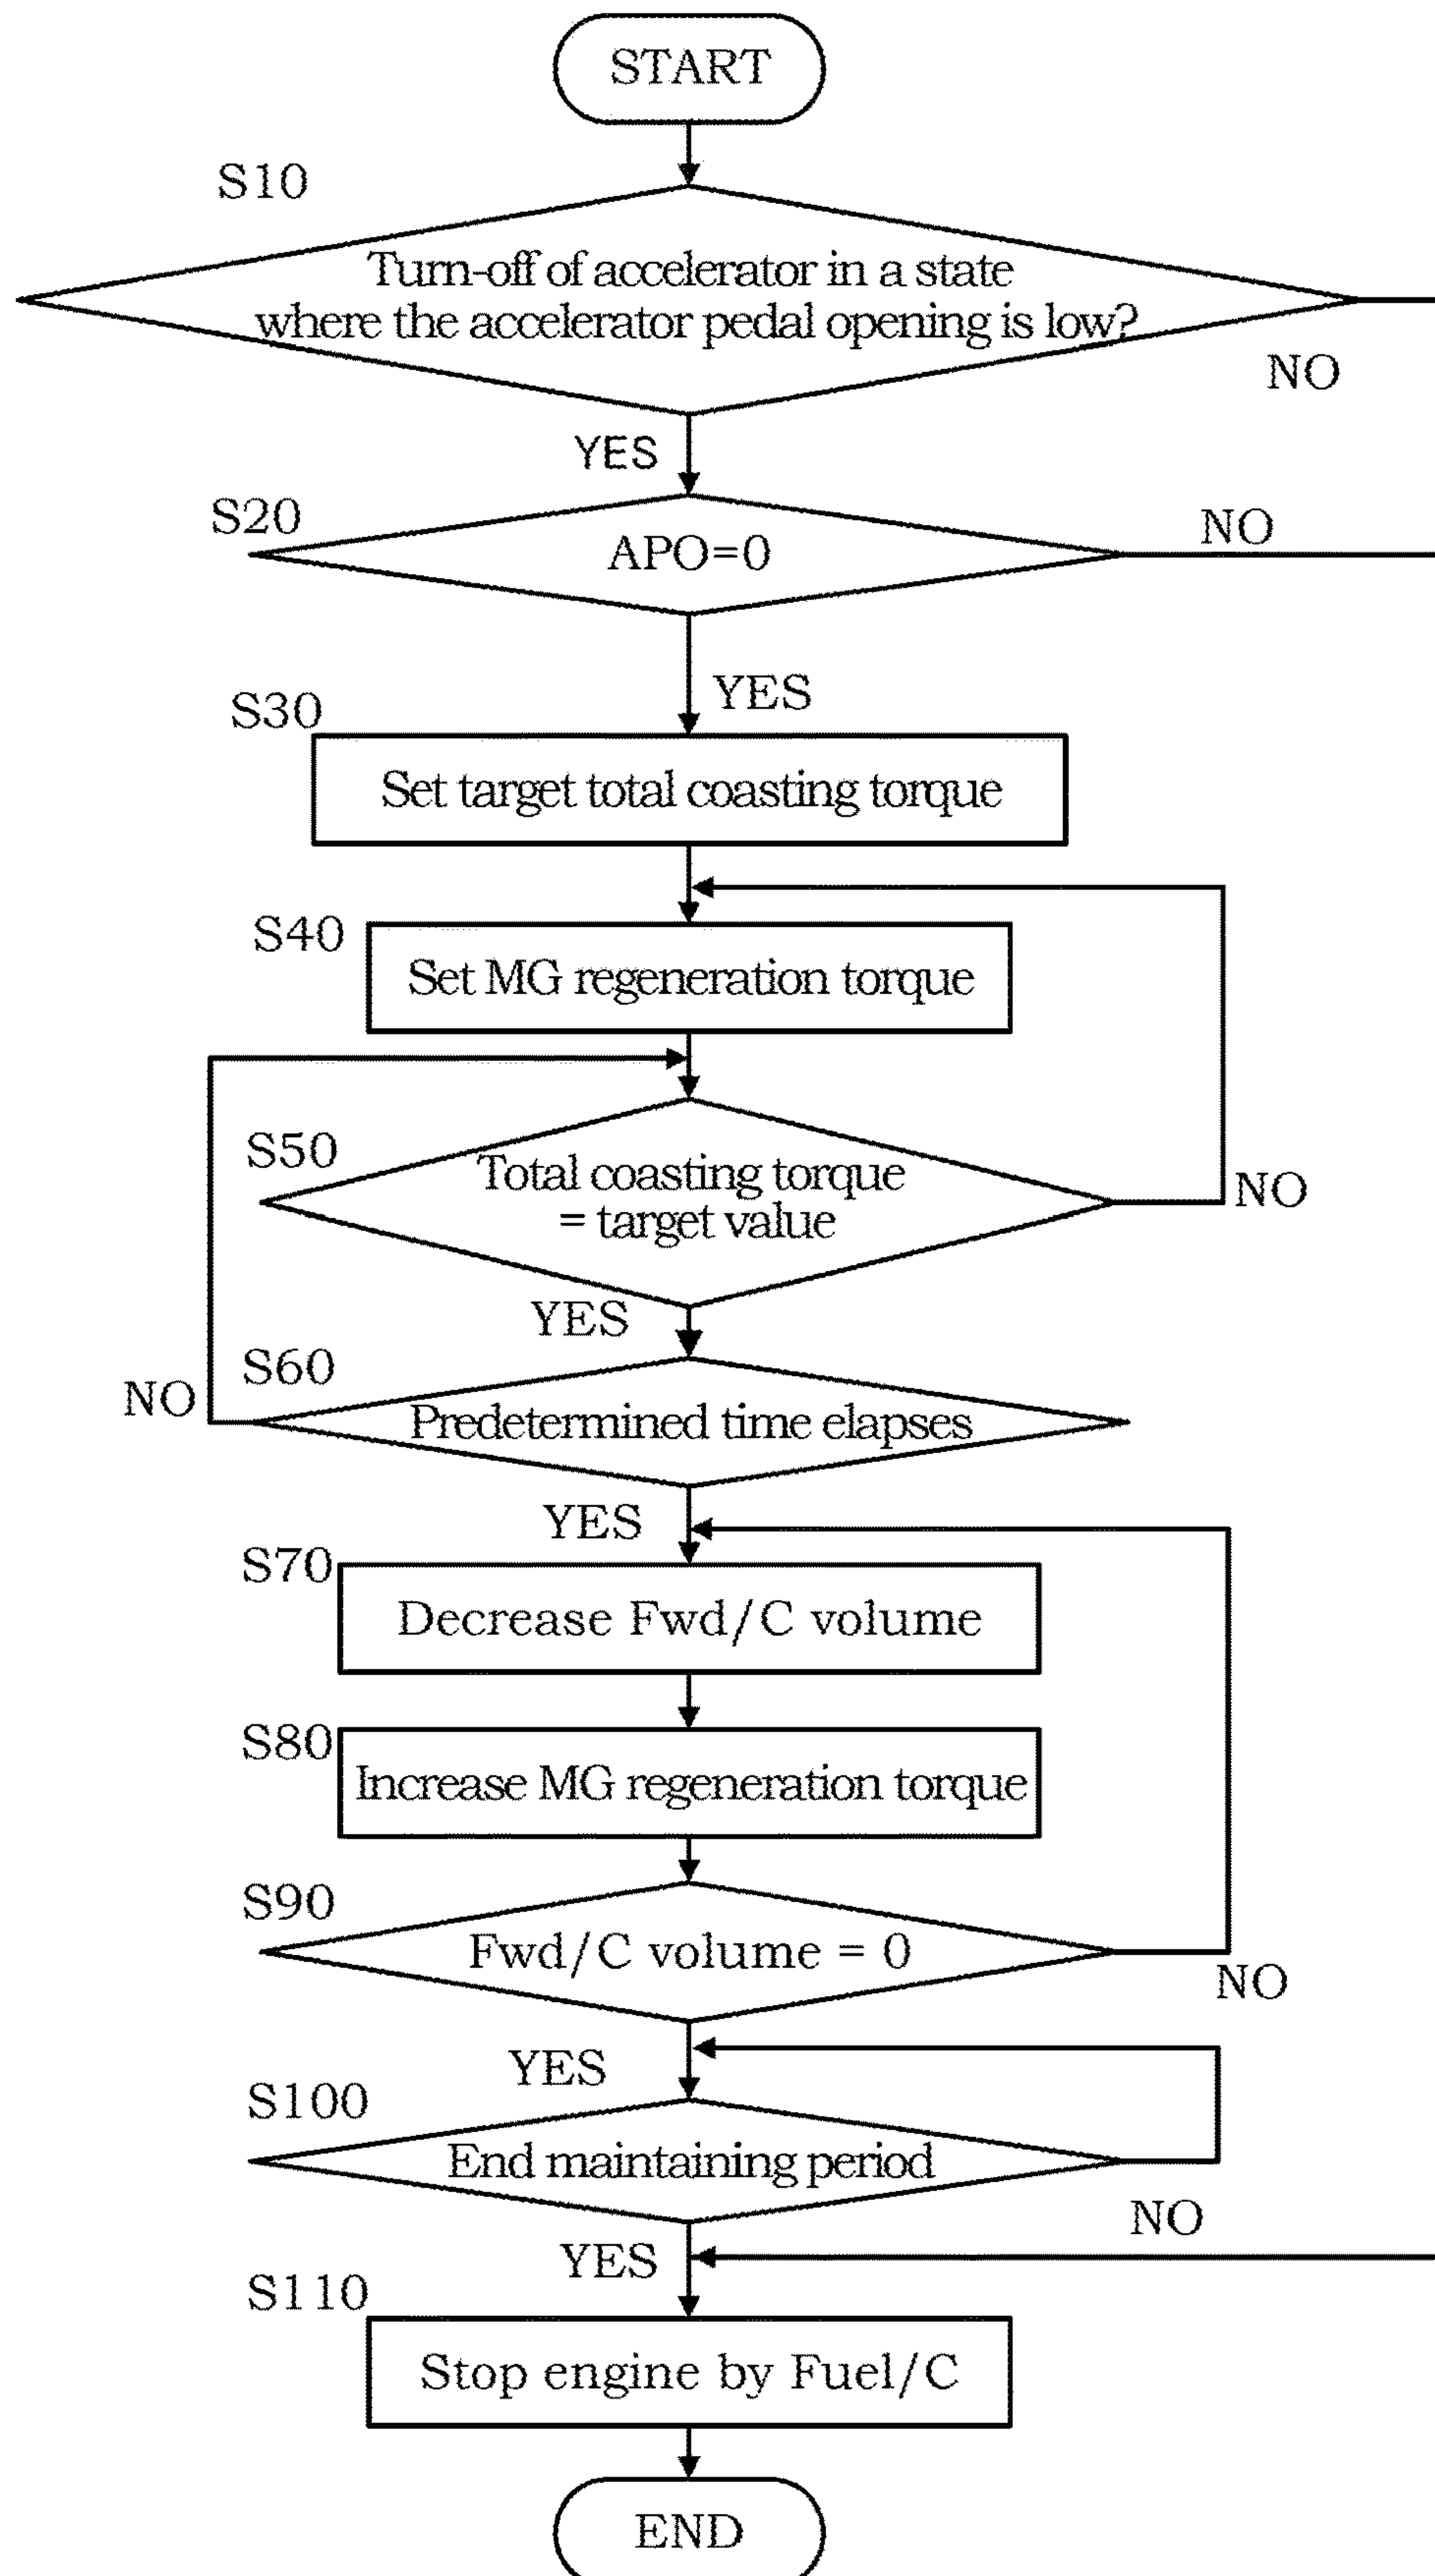 START
S10
Turn-off of accelerator in a state
where the accelerator pedal opening is low?
NO
YES
S20
APO=0
NO
YES
S30
Set target total coasting torque
S40
Set MG regeneration torque
S50
Total coasting torque
= target value
NO
YES
S60
NO
Predetermined time elapses
YES
S70
Decrease Fwd/C volume
S80
Increase MG regeneration torque
S90
Fwd/C volume = 0
NO
YES
S100
End maintaining period
NO
YES
S110
Stop engine by Fuel/C
END